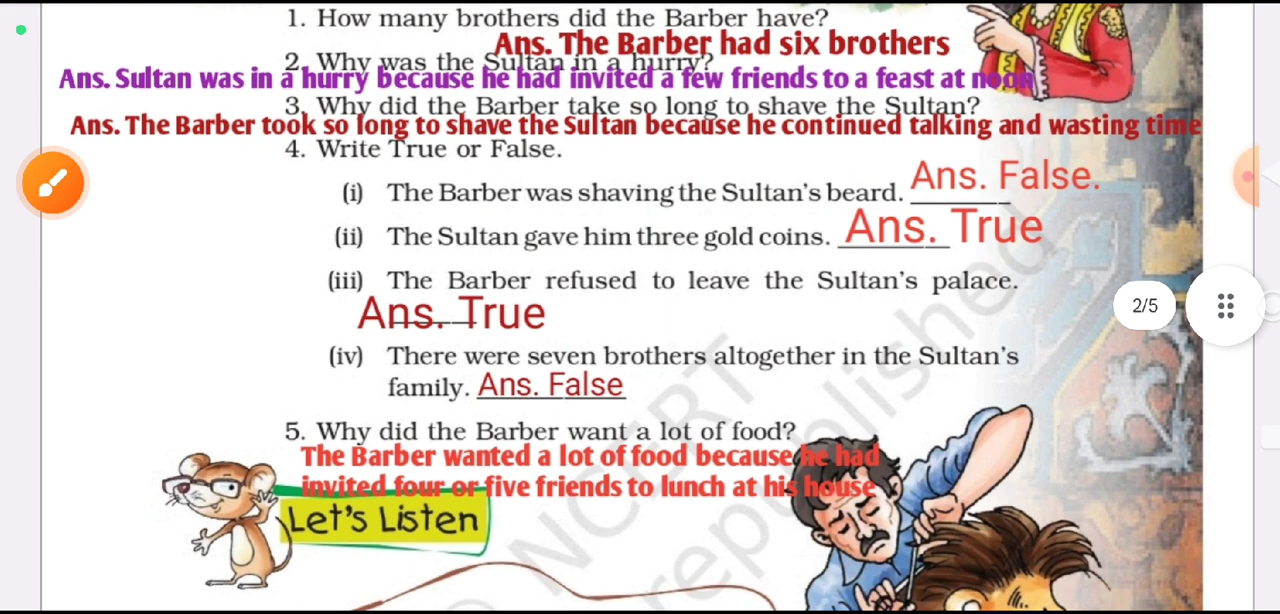 1. How many brothers did the Barber have?
Ans. The Barber had six brothers
2. Why was the Sultan in a hurry?
Ans. Sultan was in a hurry because he had invited a few friends to a feast at noon
3. Why did the Barber take so long to shave the Sultan?
Ans. The Barber took so long to shave the Sultan because he continued talking and wasting time
4. Write True or False.
(i) The Barber was shaving the Sultan's beard. Ans. False.
(ii) The Sultan gave him three gold coins. Ans. True
(iii) The Barber refused to leave the Sultan's palace.
Ans. True
2/5
(iv) There were seven brothers altogether in the Sultan's
family. Ans. False
5. Why did the Barber want a lot of food?
The Barber wanted a lot of food because he had
invited four or five friends to lunch at his house
Let's Listen
NCERT
republished